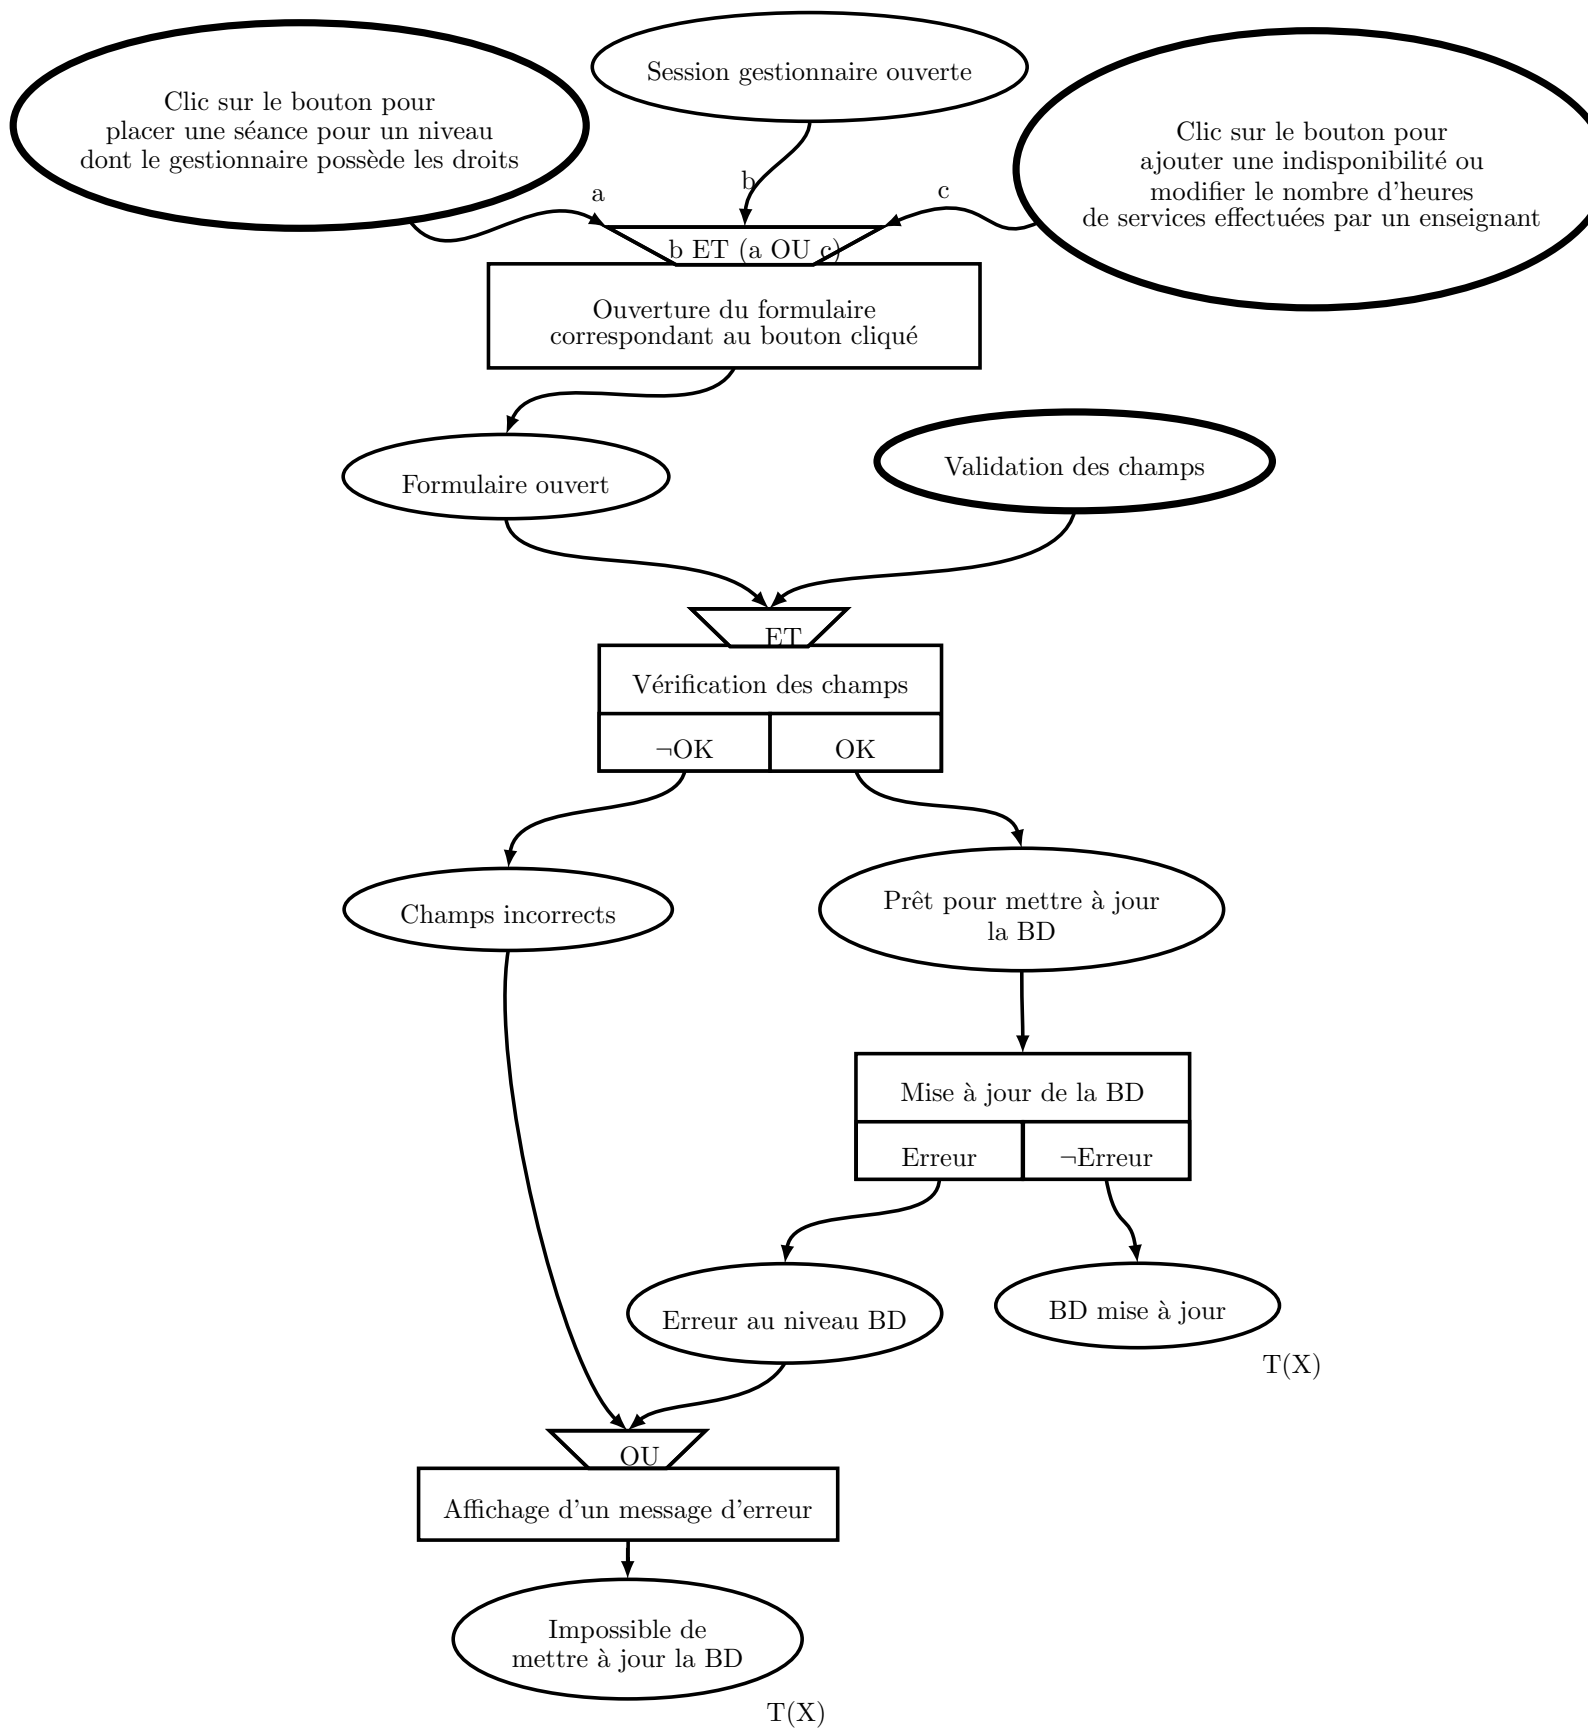 Session gestionnaire ouverte
Clic sur le bouton pour
placer une séance pour un niveau
dont le gestionnaire possède les droits
Clic sur le bouton pour
ajouter une indisponibilité ou
modifier le nombre d'heures
de services effectuées par un enseignant
a
b
c
b ET (a OU c)
Ouverture du formulaire
correspondant au bouton cliqué
Formulaire ouvert
Validation des champs
ET
Vérification des champs
¬OK
OK
Champs incorrects
Prêt pour mettre à jour
la BD
Mise à jour de la BD
Erreur
¬Erreur
Erreur au niveau BD
BD mise à jour
T(X)
OU
Affichage d'un message d'erreur
Impossible de
mettre à jour la BD
T(X)